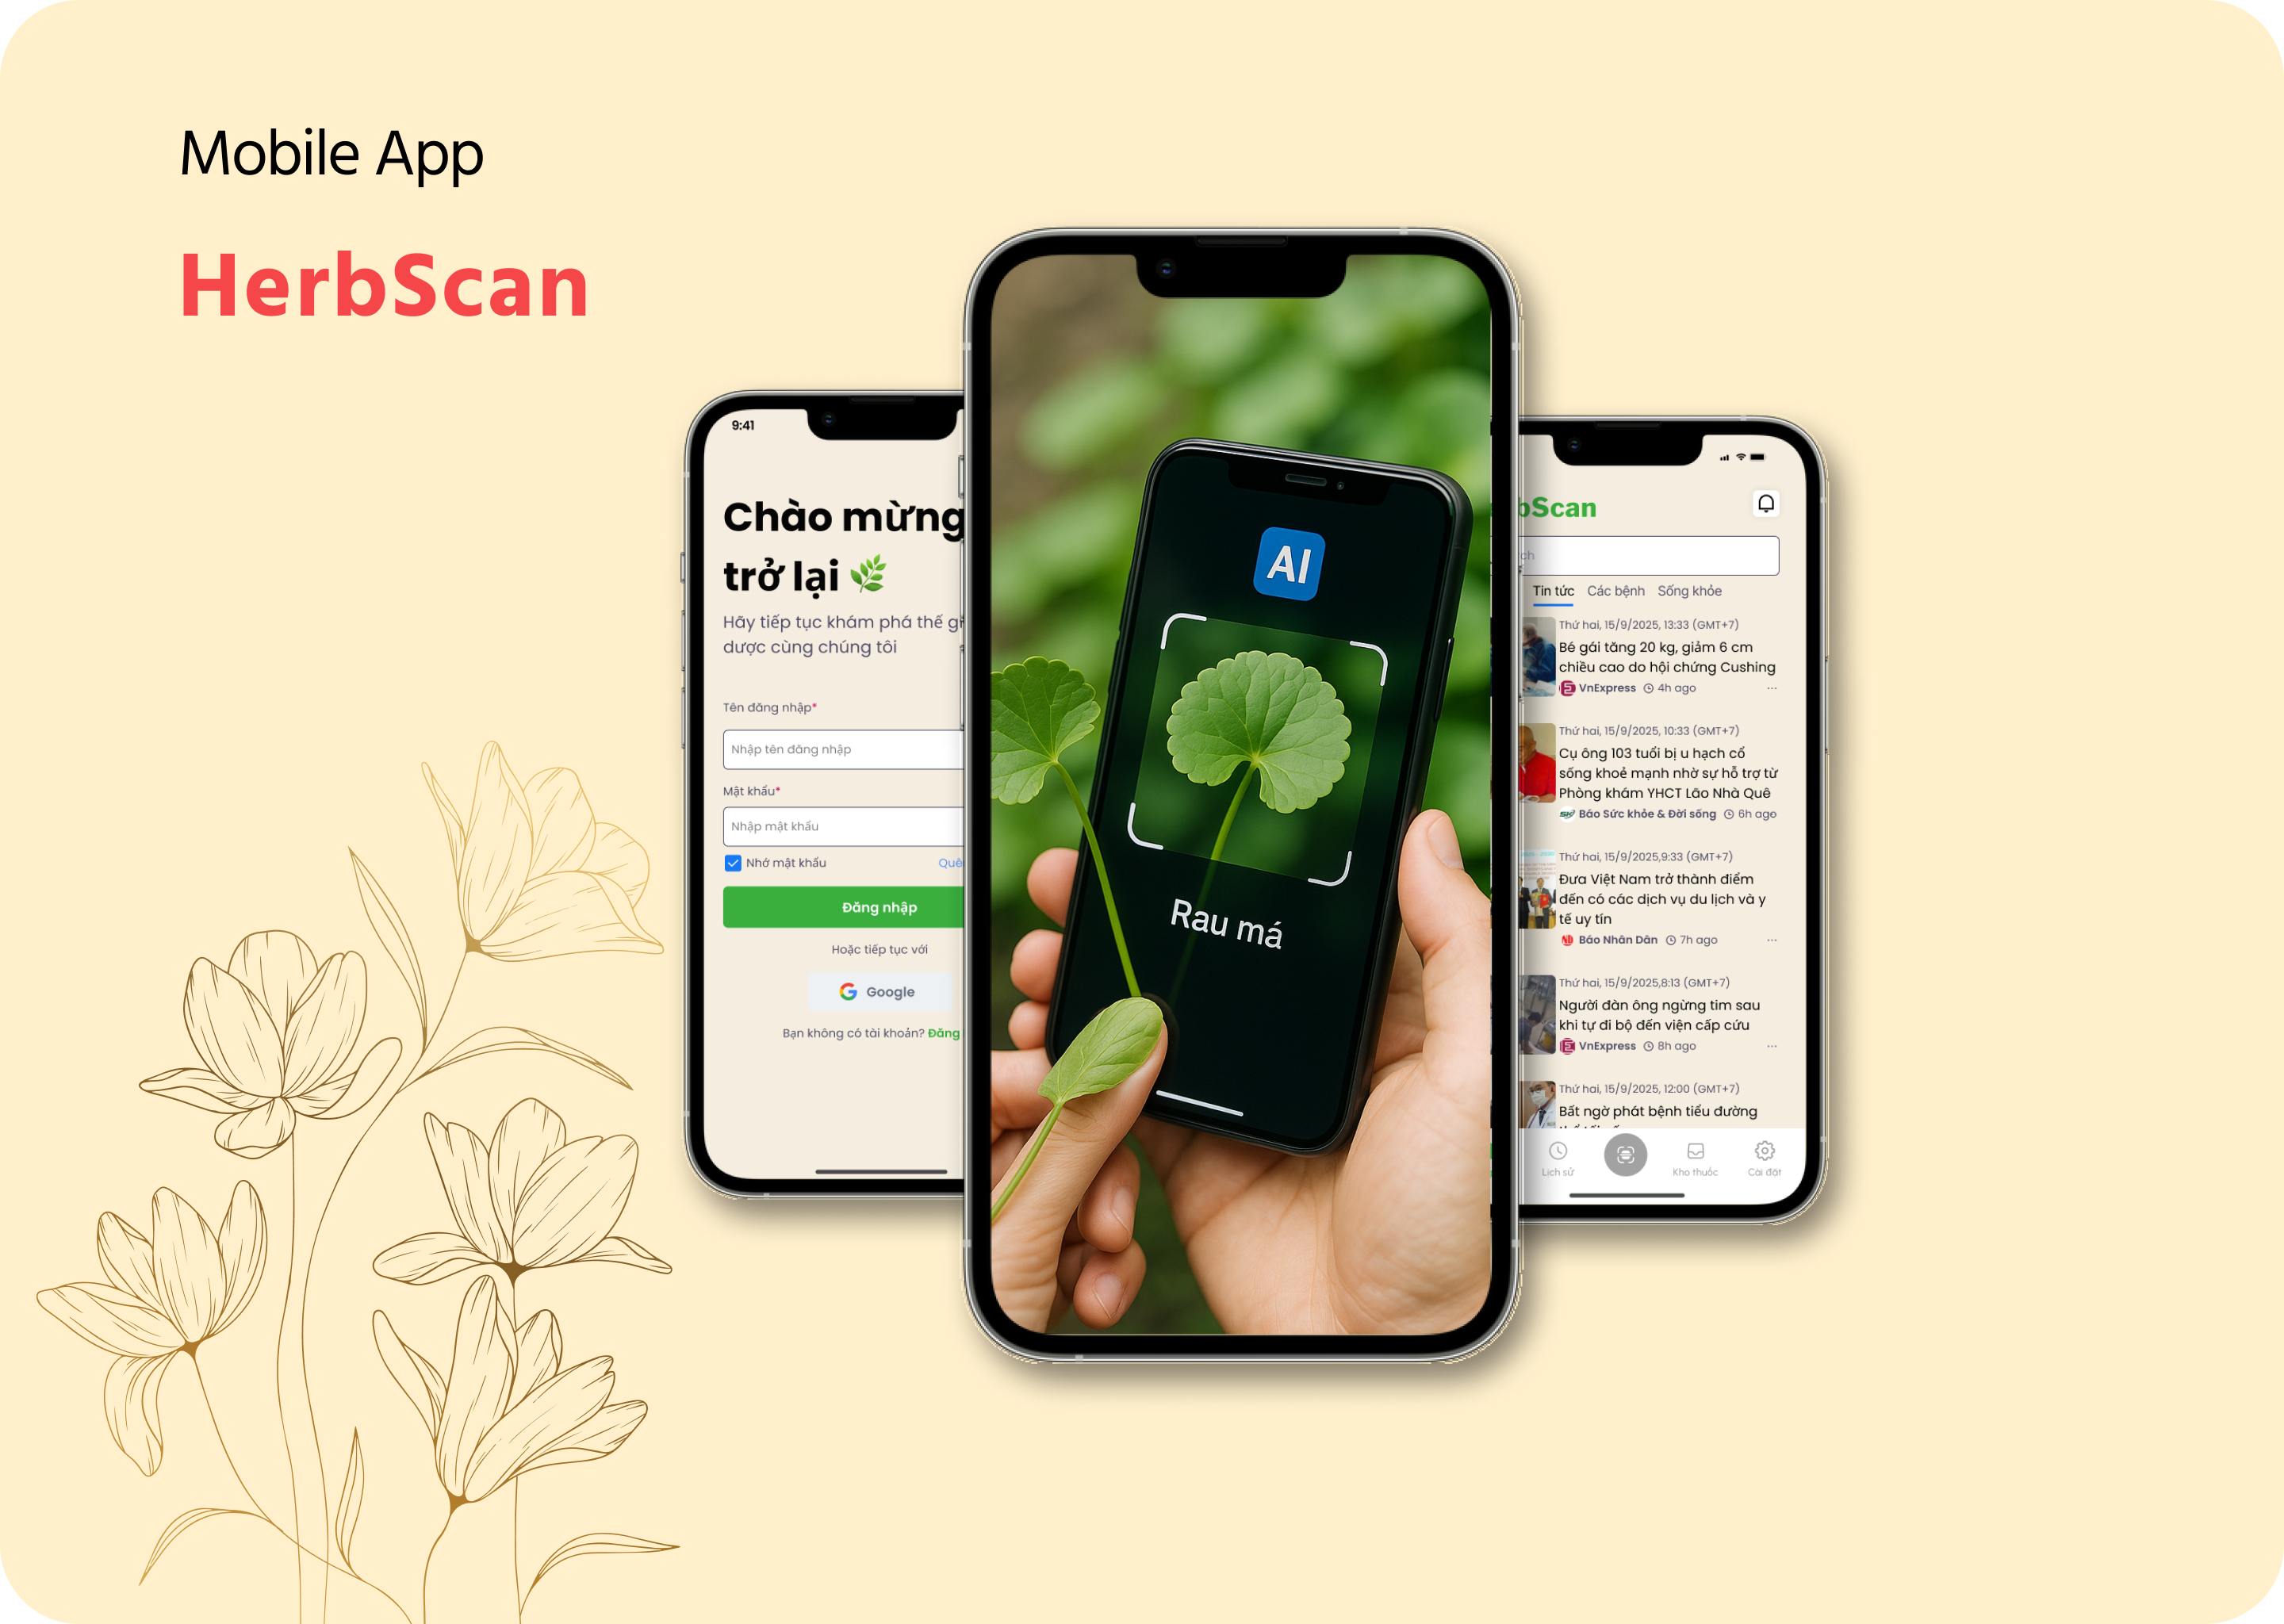 Mobile App
HerbScan
9:41
Chào mừng
trở lại
Hãy tiếp tục khám phá thế
dược cùng chúng tôi
Tên đăng nhập*
Nhập tên đăng nhập
Mật khẩu*
Nhập mật khẩu
Nhớ mật khẩu
Đăng nhập
Hoặc tiếp tục với
Google
Bạn không có tài khoản? Đăng
AI
Rau má
bScan
ch
Tin tức Các bệnh Sống khỏe
Thứ hai, 15/9/2025, 13:33 (GMT+7)
Bé gái tăng 20 kg, giảm 6 cm
chiều cao do hội chứng Cushing
VnExpress 4h ago
Thứ hai, 15/9/2025, 10:33 (GMT+7)
Cụ ông 103 tuổi bị u hạch cổ
sống khoẻ mạnh nhờ sự hỗ trợ từ
Phòng khám YHCT Lão Nhà Quê
SK Báo Sức khỏe & Đời sống 6h ago
Thứ hai, 15/9/2025,9:33 (GMT+7)
Đưa Việt Nam trở thành điểm
đến có các dịch vụ du lịch và y
tế uy tín
Báo Nhân Dân 7h ago
Thứ hai, 15/9/2025,8:13 (GMT+7)
Người đàn ông ngừng tim sau
khi tự đi bộ đến viện cấp cứu
VnExpress 8h ago
Thứ hai, 15/9/2025, 12:00 (GMT+7)
Bất ngờ phát bệnh tiểu đường
Lịch sử
Kho thuốc
Cài đặt